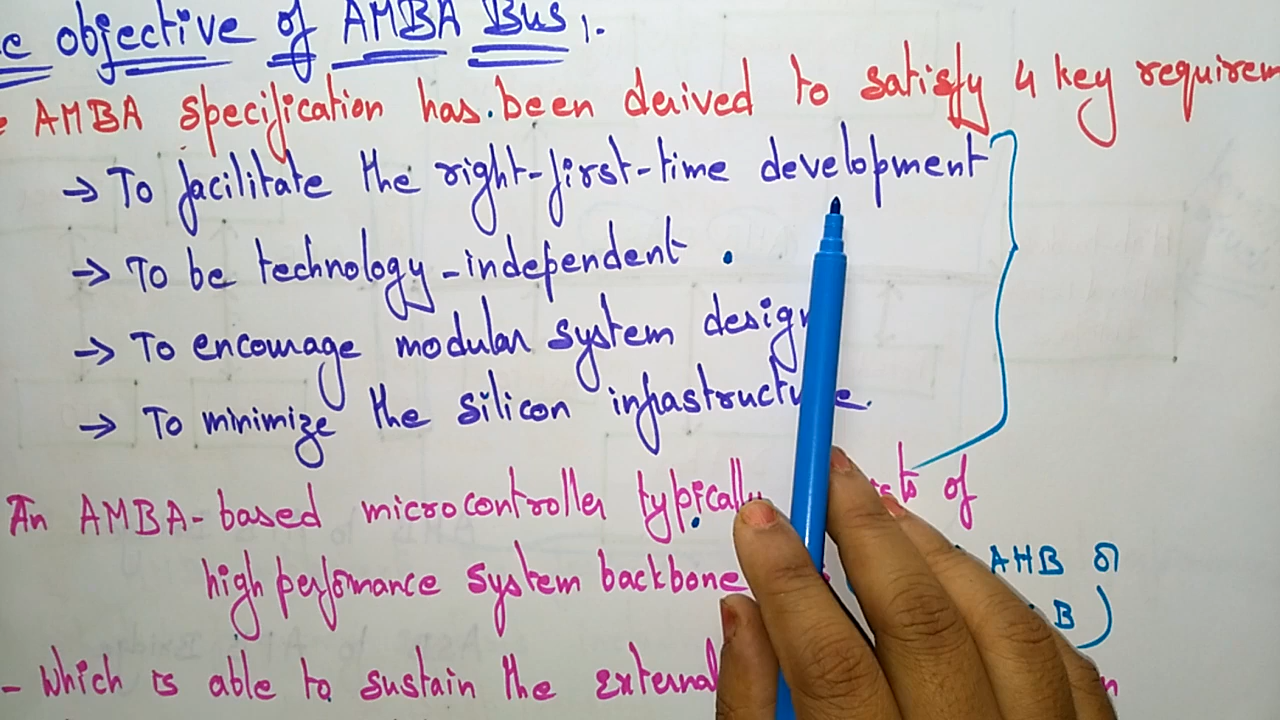 objective of AMBA Bus :-
AMBA specification has been derived to satisfy 4 key requirem
→ To facilitate the right-first-time development
→ To be technology-independent .
→ To encourage modular system design
→ To minimize the silicon infrastructure.
An AMBA-based microcontroller typically of
high performance system backbone AHB or
B )
- Which is able to sustain the external